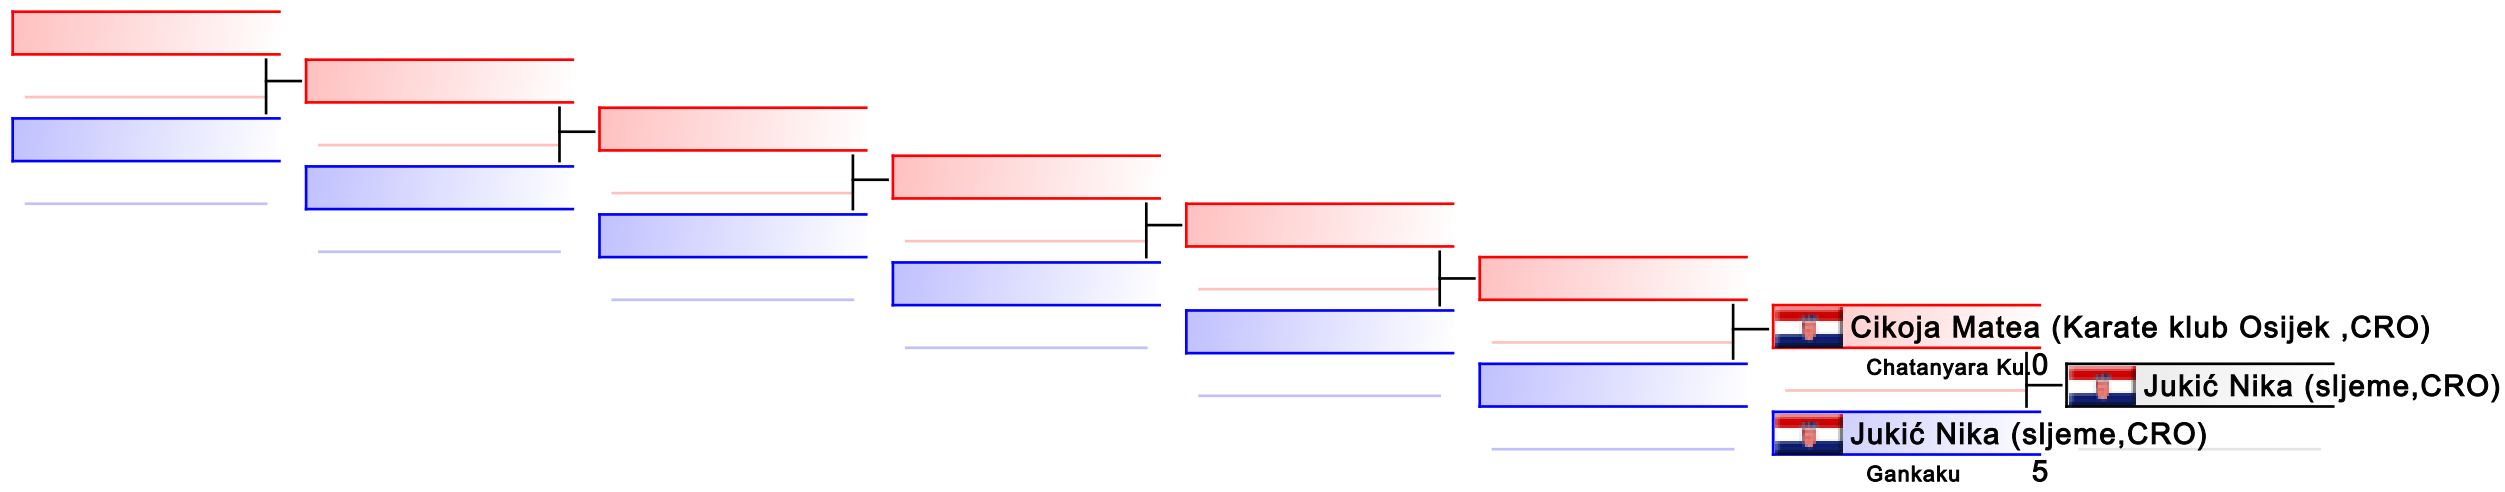 Cikoja Matea (Karate klub Osijek ,CRO)
Chatanyara Ku.. 0
Jukić Nika (sljeme,CRO)
Jukić Nika (sljeme,CRO)
Gankaku 5